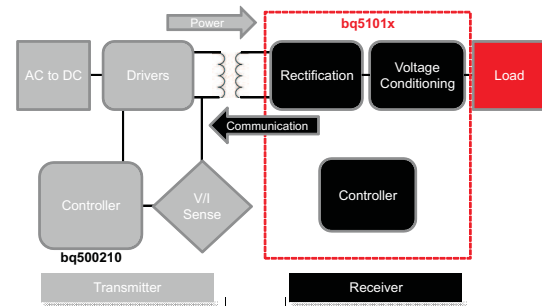 Power
bq5101x
AC to DC
Drivers
Rectification
Voltage
Conditioning
Load
Communication
Controller
V/I
Sense
Controller
bq500210
Transmitter
Receiver